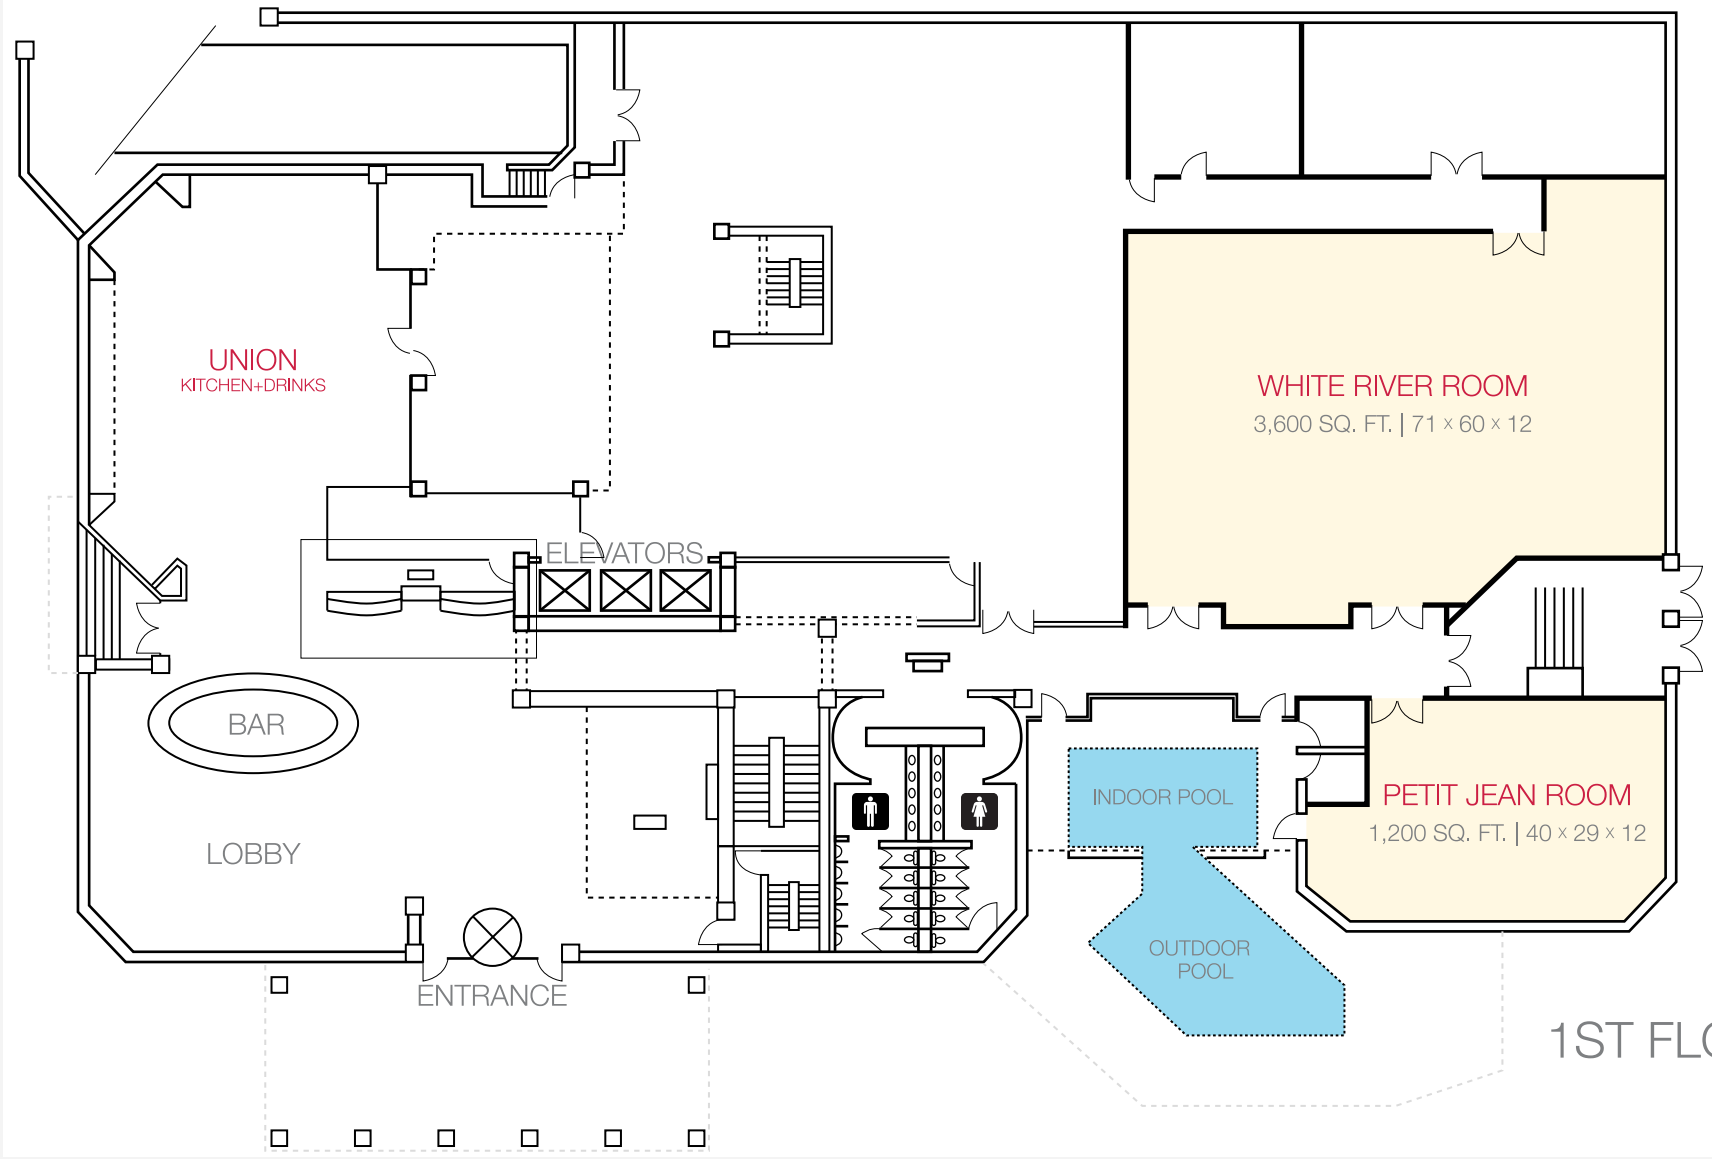 UNION
KITCHEN+DRINKS
WHITE RIVER ROOM
3,600 SQ. FT. | 71 x 60 x 12
ELEVATORS
BAR
INDOOR POOL
PETIT JEAN ROOM
1,200 SQ. FT. | 40 x 29 x 12
LOBBY
OUTDOOR
POOL
ENTRANCE
1ST FLO